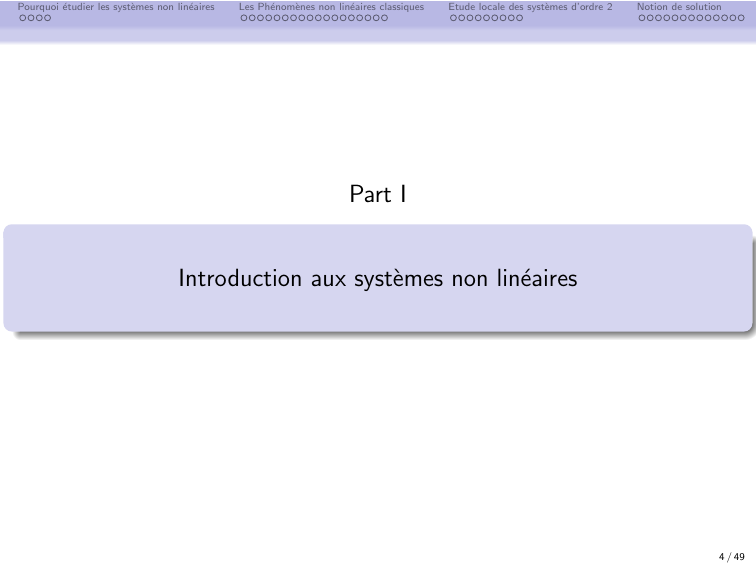 Pourquoi étudier les systèmes non linéaires Les Phénomènes non linéaires classiques Etude locale des systèmes d'ordre 2 Notion de solution
Part I
Introduction aux systèmes non linéaires
4 / 49